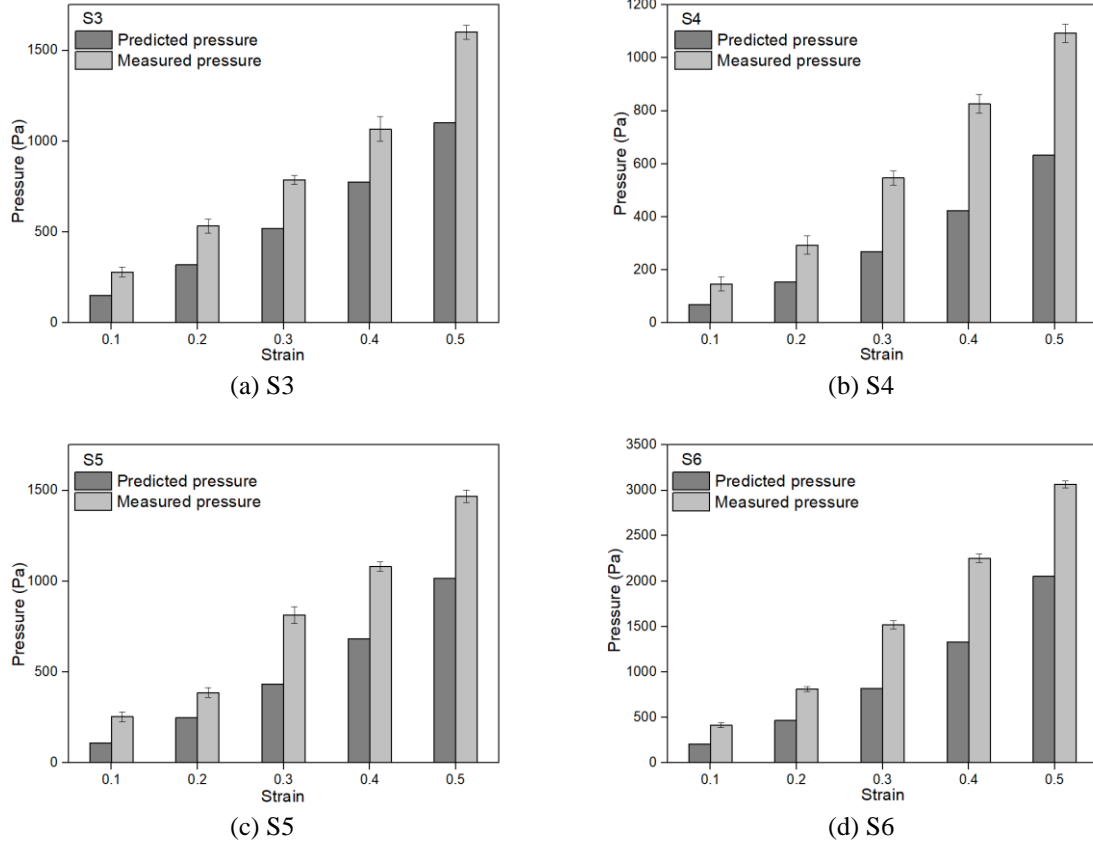 S3
Predicted pressure
Measured pressure
1500
1000
500
0
Pressure (Pa)
0.1 0.2 0.3 0.4 0.5
Strain
(a) S3
S4
Predicted pressure
Measured pressure
1200
1000
800
600
400
200
0
Pressure (Pa)
0.1 0.2 0.3 0.4 0.5
Strain
(b) S4
S5
Predicted pressure
Measured pressure
1500
1000
500
0
Pressure (Pa)
0.1 0.2 0.3 0.4 0.5
Strain
(c) S5
S6
Predicted pressure
Measured pressure
3500
3000
2500
2000
1500
1000
500
0
Pressure (Pa)
0.1 0.2 0.3 0.4 0.5
Strain
(d) S6